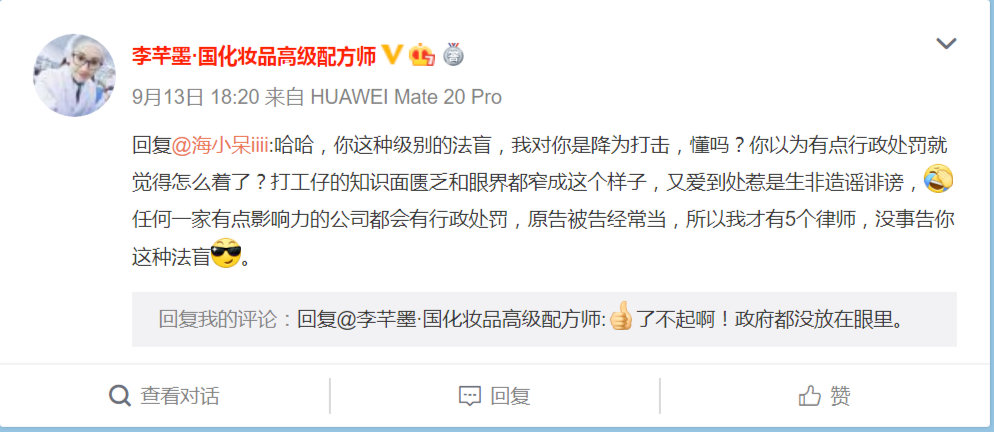 李芊墨·国化妆品高级配方师
9月13日 18:20 来自 HUAWEI Mate 20 Pro
回复@海小呆iiii:哈哈，你这种级别的法盲，我对你是降为打击，懂吗？你以为有点行政处罚就
觉得怎么着了？打工仔的知识面匮乏和眼界都窄成这个样子，又爱到处惹是生非造谣诽谤，
任何一家有点影响力的公司都会有行政处罚，原告被告经常当，所以我才有5个律师，没事告你
这种法盲。
回复我的评论：回复@李芊墨·国化妆品高级配方师:了不起啊！政府都没放在眼里。
查看对话 回复 赞